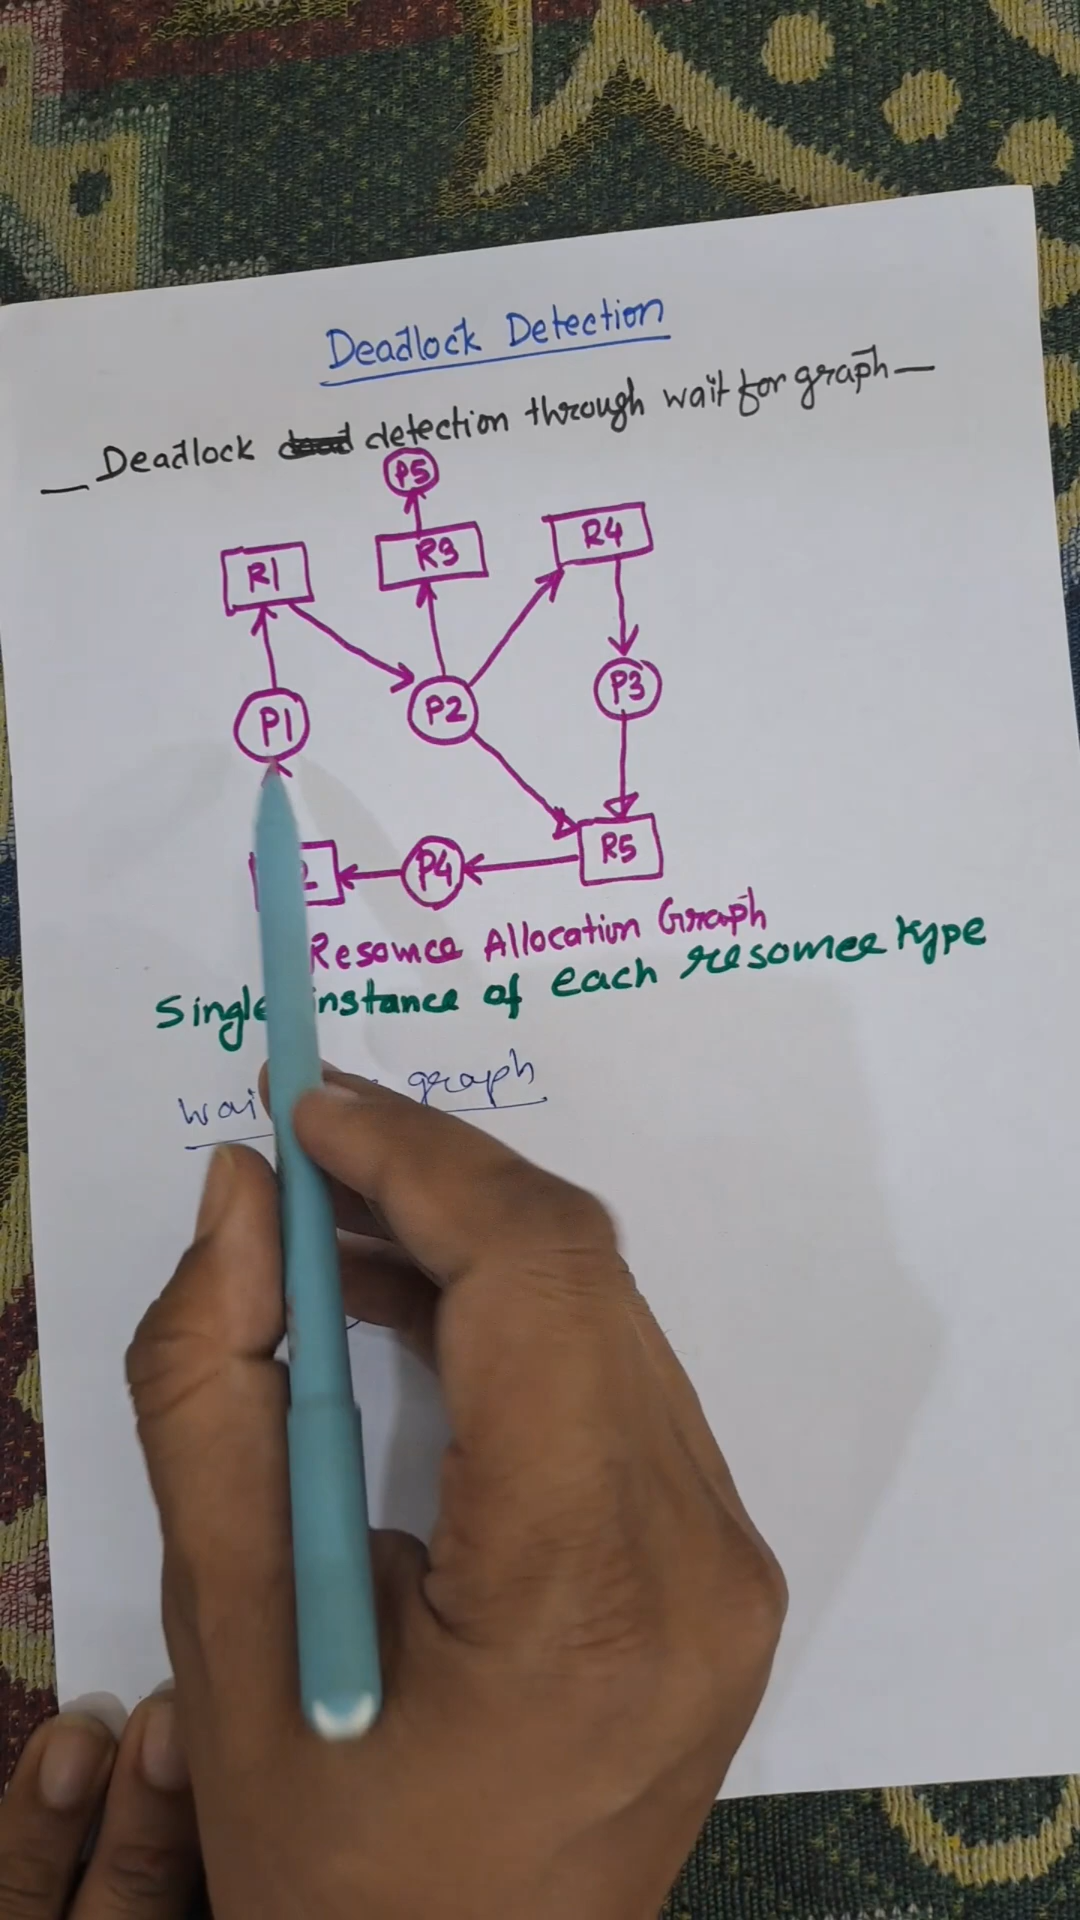 Deadlock Detection
Deadlock detection through wait for graph
P5
R1 R3 R4
P1 P2 P3
P4 R5
Resource Allocation Graph
Single instance of each resource type
graph